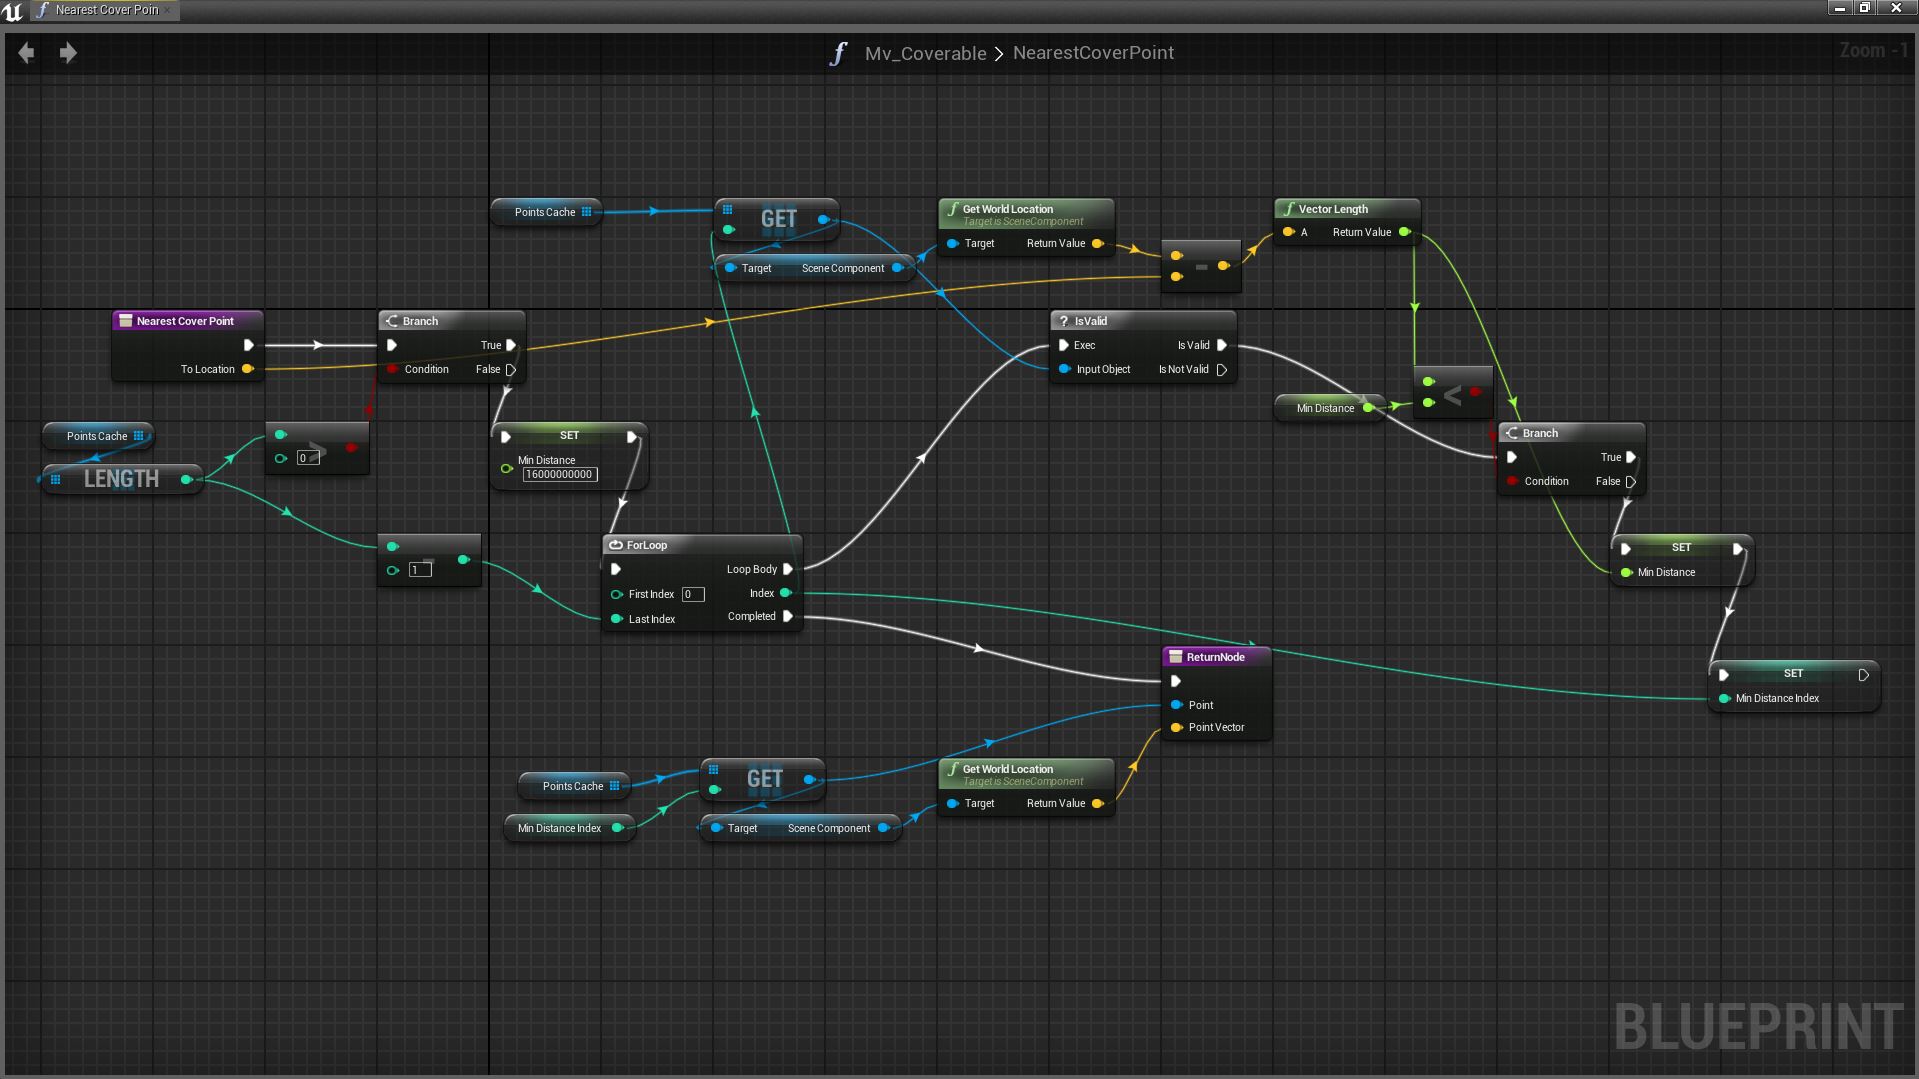 Nearest Cover Poin
Mv_Coverable > NearestCoverPoint
Zoom -1
Points Cache
GET
Target Scene Component
Get World Location
Target is SceneComponent
Target Return Value
-
Vector Length
A Return Value
Nearest Cover Point
To Location
Branch
True
Condition False
? IsValid
Exec Is Valid
Input Object Is Not Valid
Min Distance
<
Points Cache
LENGTH
>
0
SET
Min Distance
16000000000
Branch
True
Condition False
-
1
ForLoop
Loop Body
First Index 0 Index
Last Index Completed
SET
Min Distance
ReturnNode
Point
Point Vector
SET
Min Distance Index
Points Cache
Min Distance Index
GET
Target Scene Component
Get World Location
Target is SceneComponent
Target Return Value
BLUEPRINT